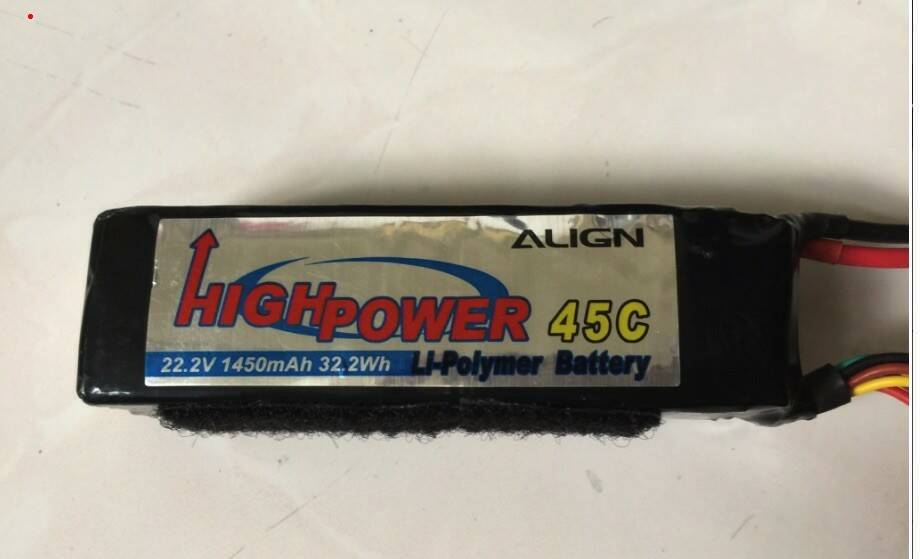 ALIGN
HIGHPOWER 45C
22.2V 1450mAh 32.2Wh Li-Polymer Battery